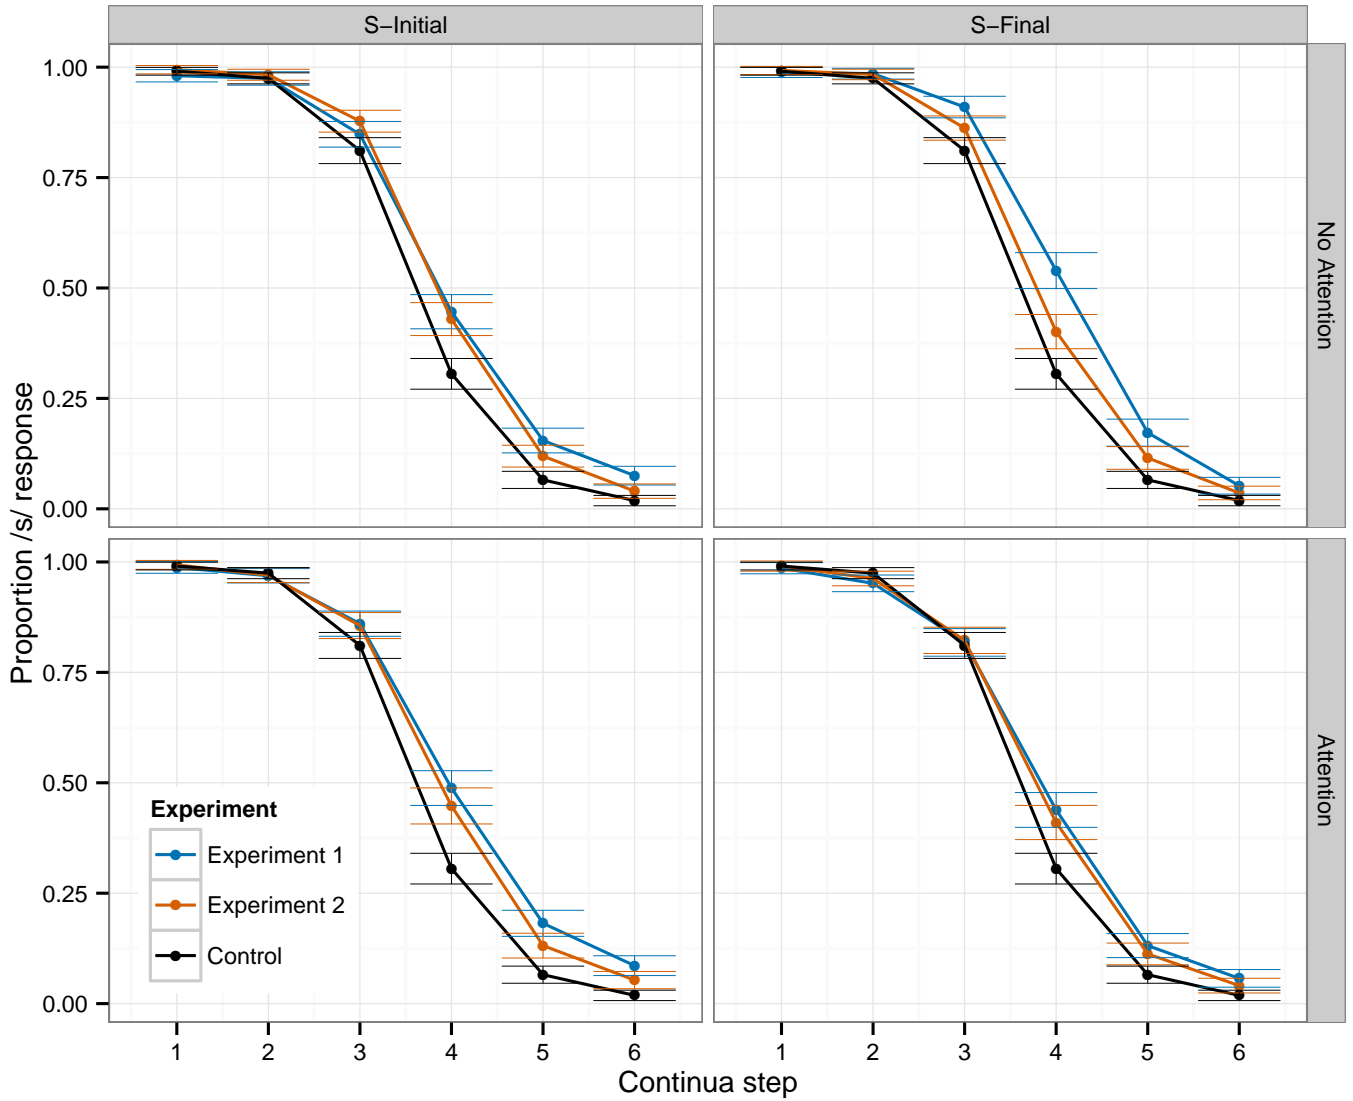 S−Initial
S−Final
1.00
0.75
0.50
0.25
0.00
No Attention
1.00
0.75
0.50
0.25
0.00
Attention
Proportion /s/ response
Experiment
Experiment 1
Experiment 2
Control
1 2 3 4 5 6
1 2 3 4 5 6
Continua step